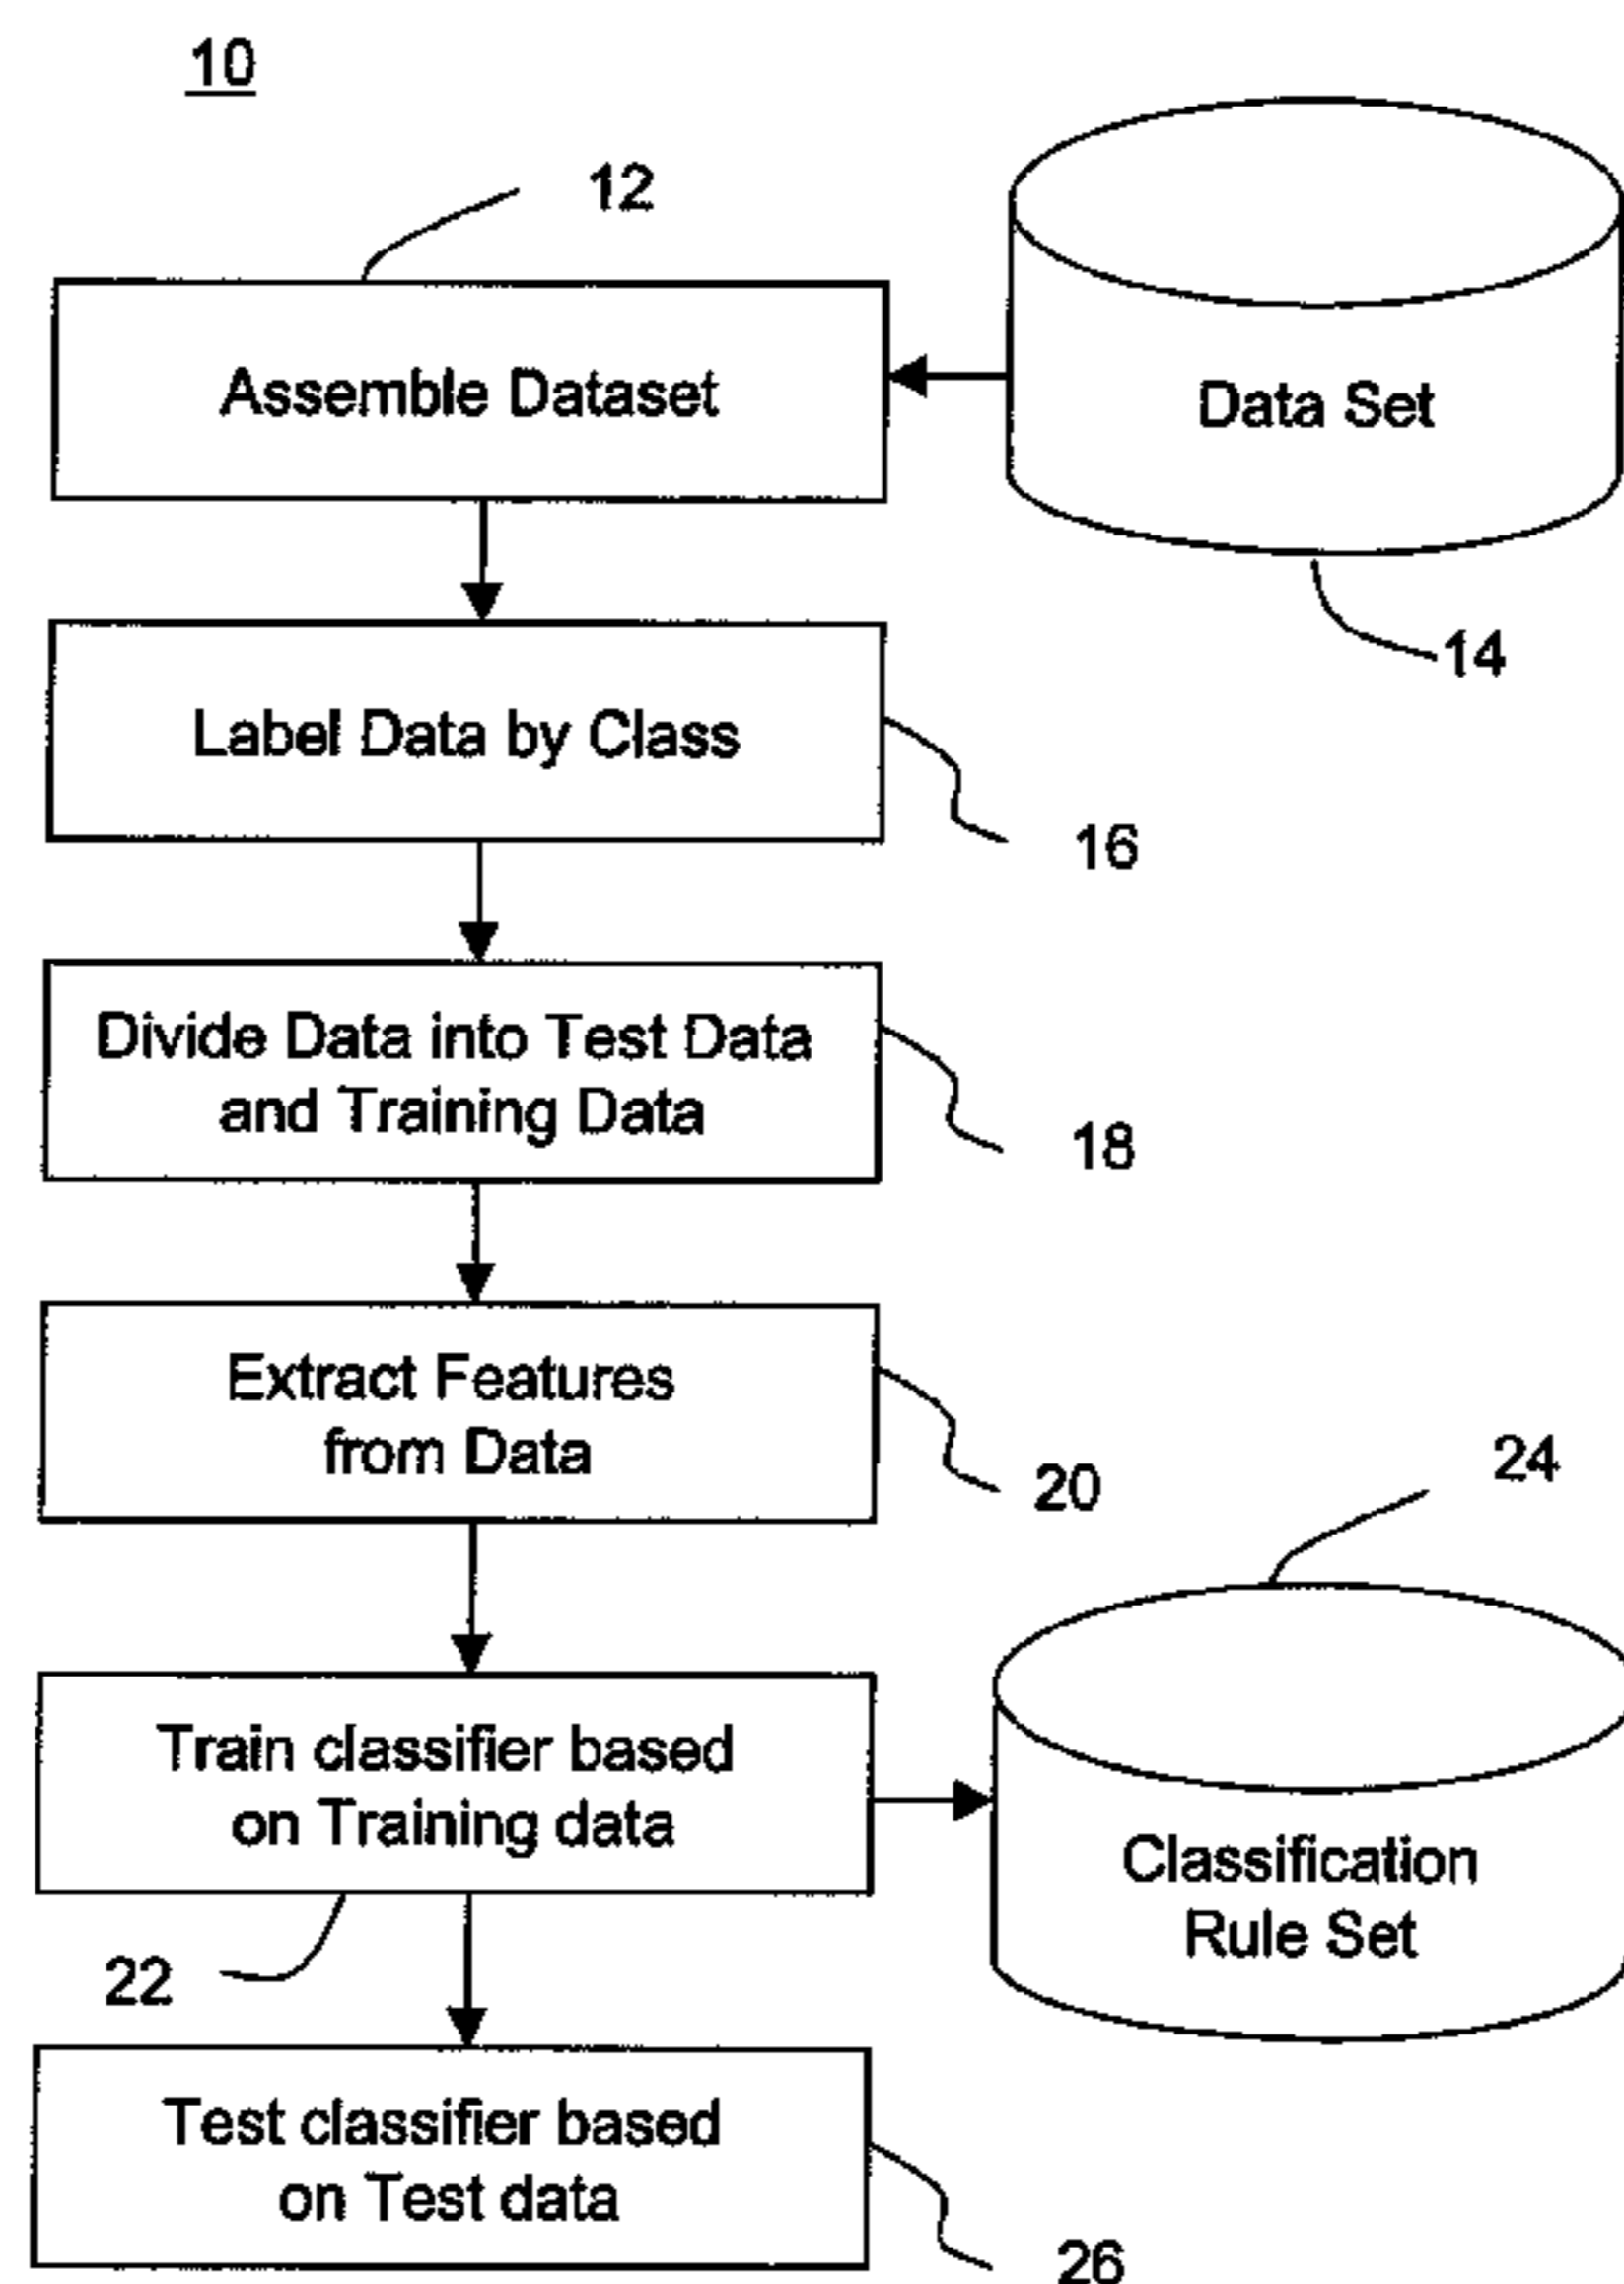 10
12
Assemble Dataset
Data Set
14
Label Data by Class
16
Divide Data into Test Data
and Training Data
18
Extract Features
from Data
20
24
Train classifier based
on Training data
Classification
Rule Set
22
Test classifier based
on Test data
26